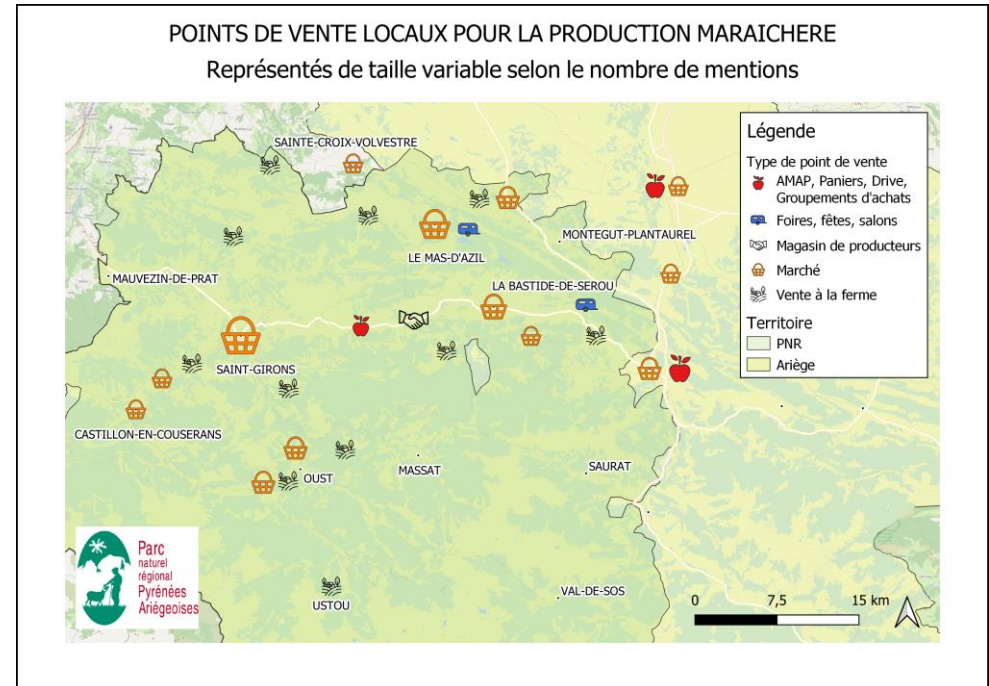 POINTS DE VENTE LOCAUX POUR LA PRODUCTION MARAICHERE
Représentés de taille variable selon le nombre de mentions
SAINTE-CROIX-VOLVESTRE
MONTEGUT-PLANTAUREL
LE MAS-D'AZIL
MAUVEZIN-DE-PRAT
LA BASTIDE-DE-SEROU
SAINT-GIRONS
CASTILLON-EN-COUSERANS
OUST
MASSAT
SAURAT
USTOU
VAL-DE-SOS
Légende
Type de point de vente
AMAP, Paniers, Drive,
Groupements d'achats
Foires, fêtes, salons
Magasin de producteurs
Marché
Vente à la ferme
Territoire
PNR
Ariège
Parc
naturel
régional
Pyrénées
Ariégeoises
0 7,5 15 km